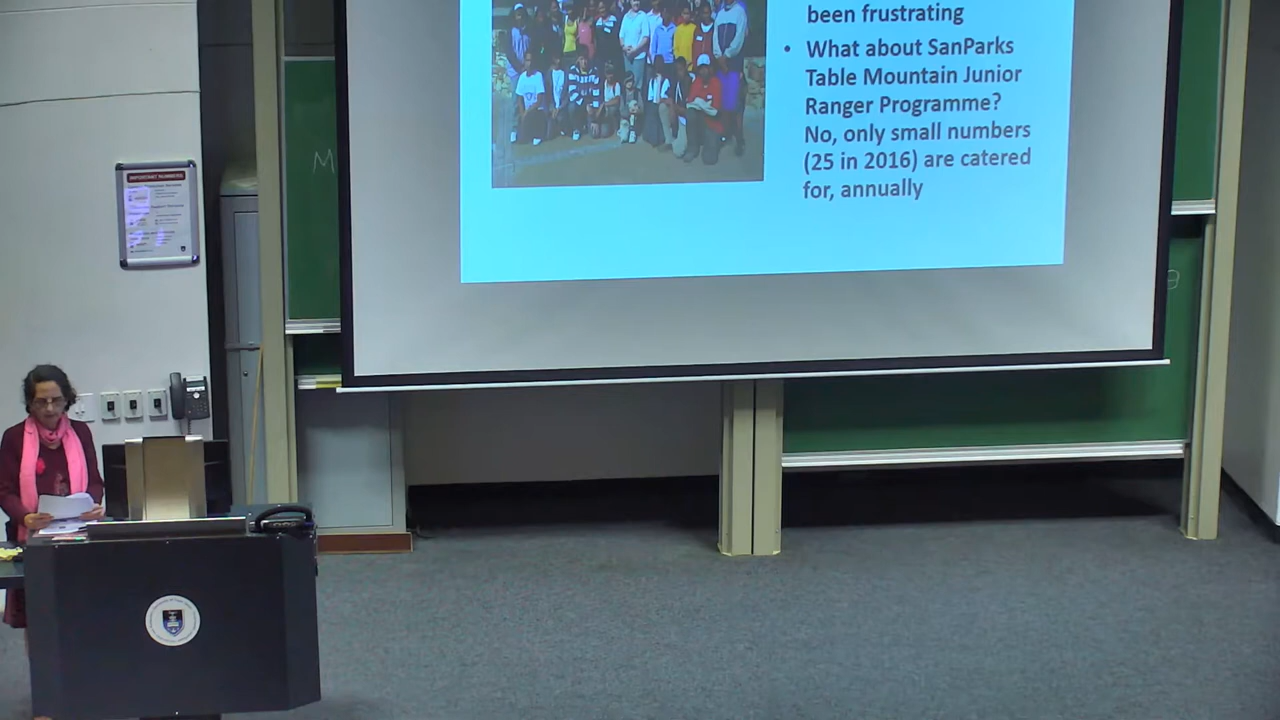 been frustrating
• What about SanParks
Table Mountain Junior
Ranger Programme?
No, only small numbers
(25 in 2016) are catered
for, annually
IMPORTANT NUMBERS
M